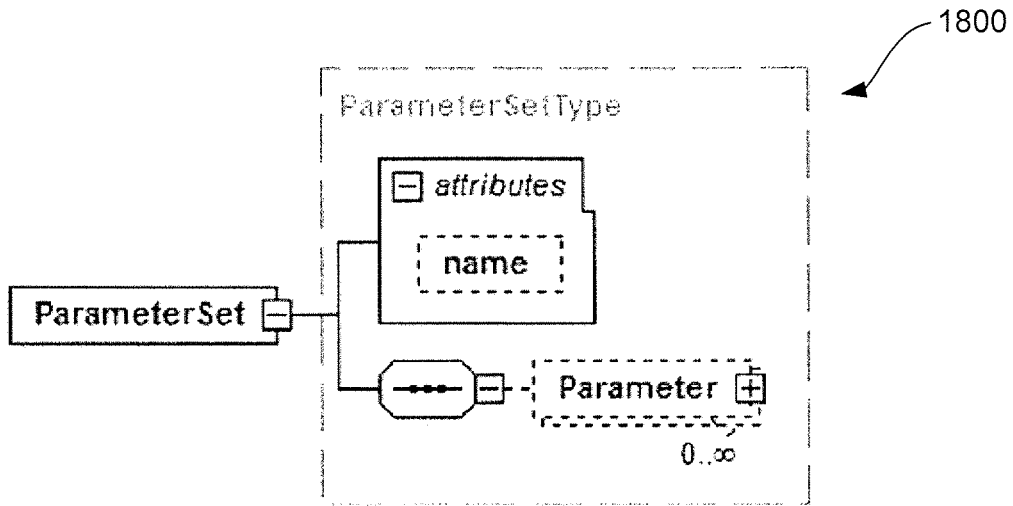 1800
ParameterSetType
attributes
name
ParameterSet
Parameter
0..∞